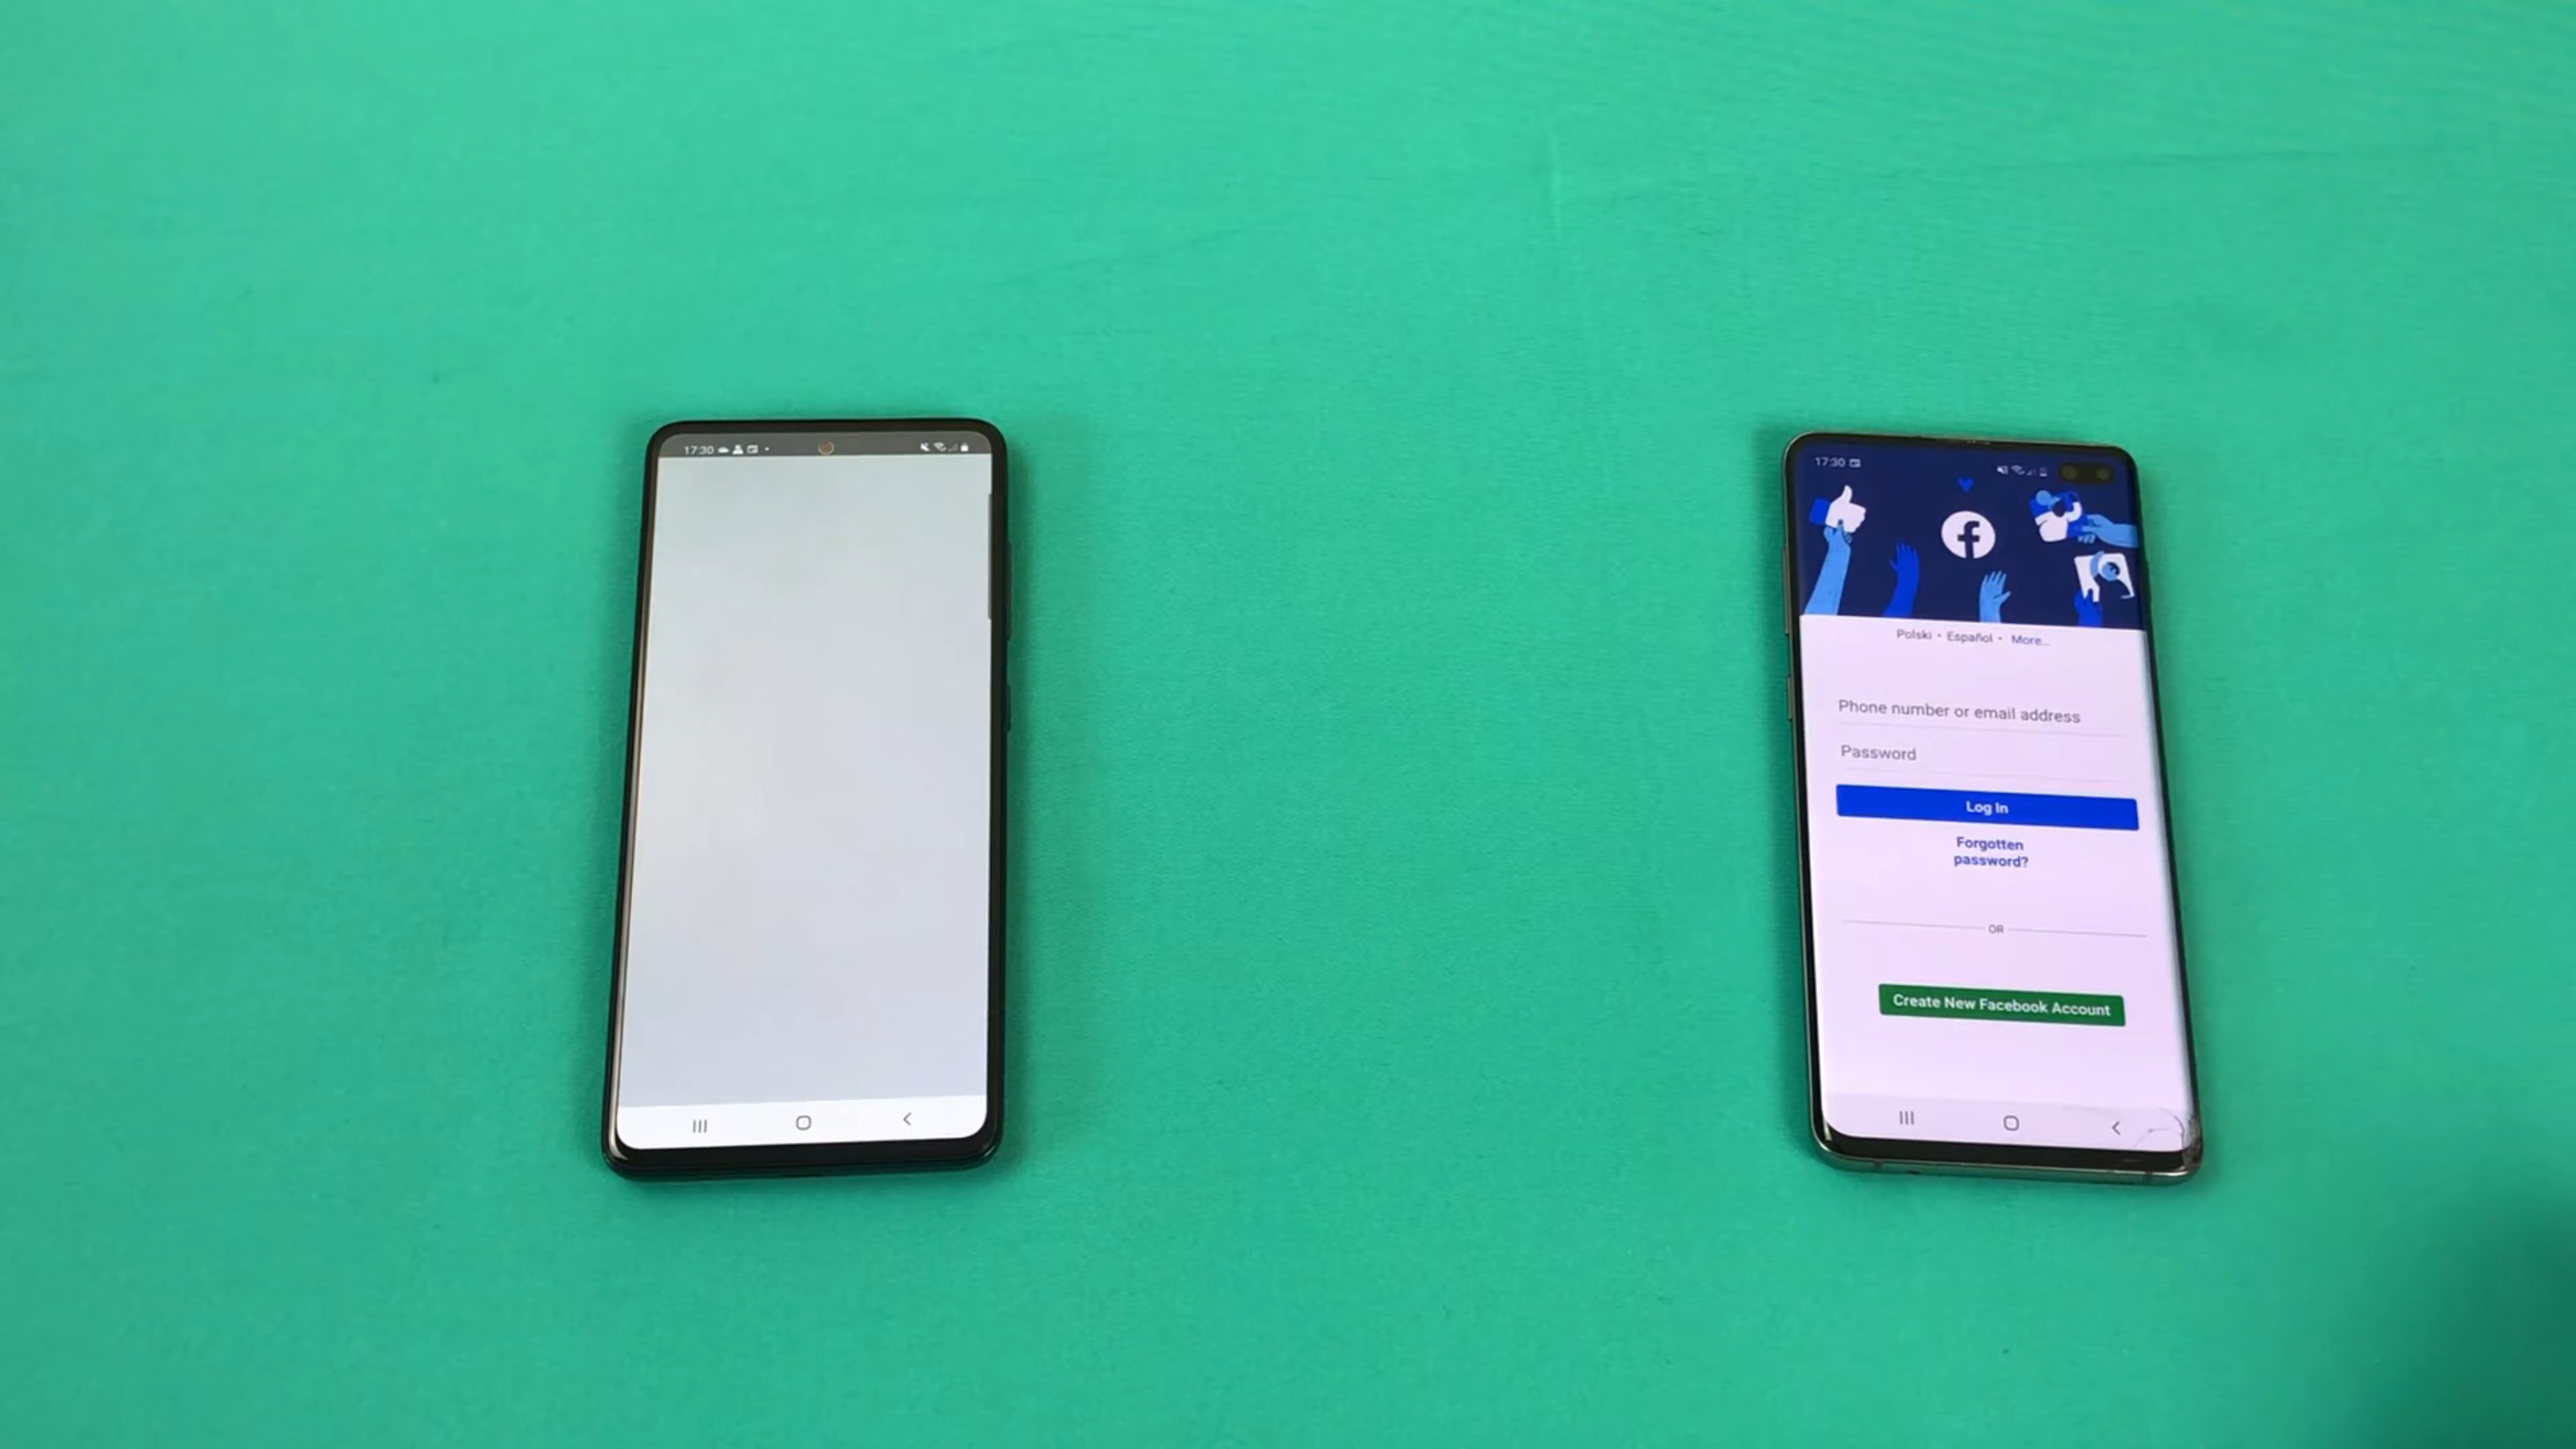 17:30
17:30
Polski • Español • More...
Phone number or email address
Password
Log In
Forgotten
password?
OR
Create New Facebook Account